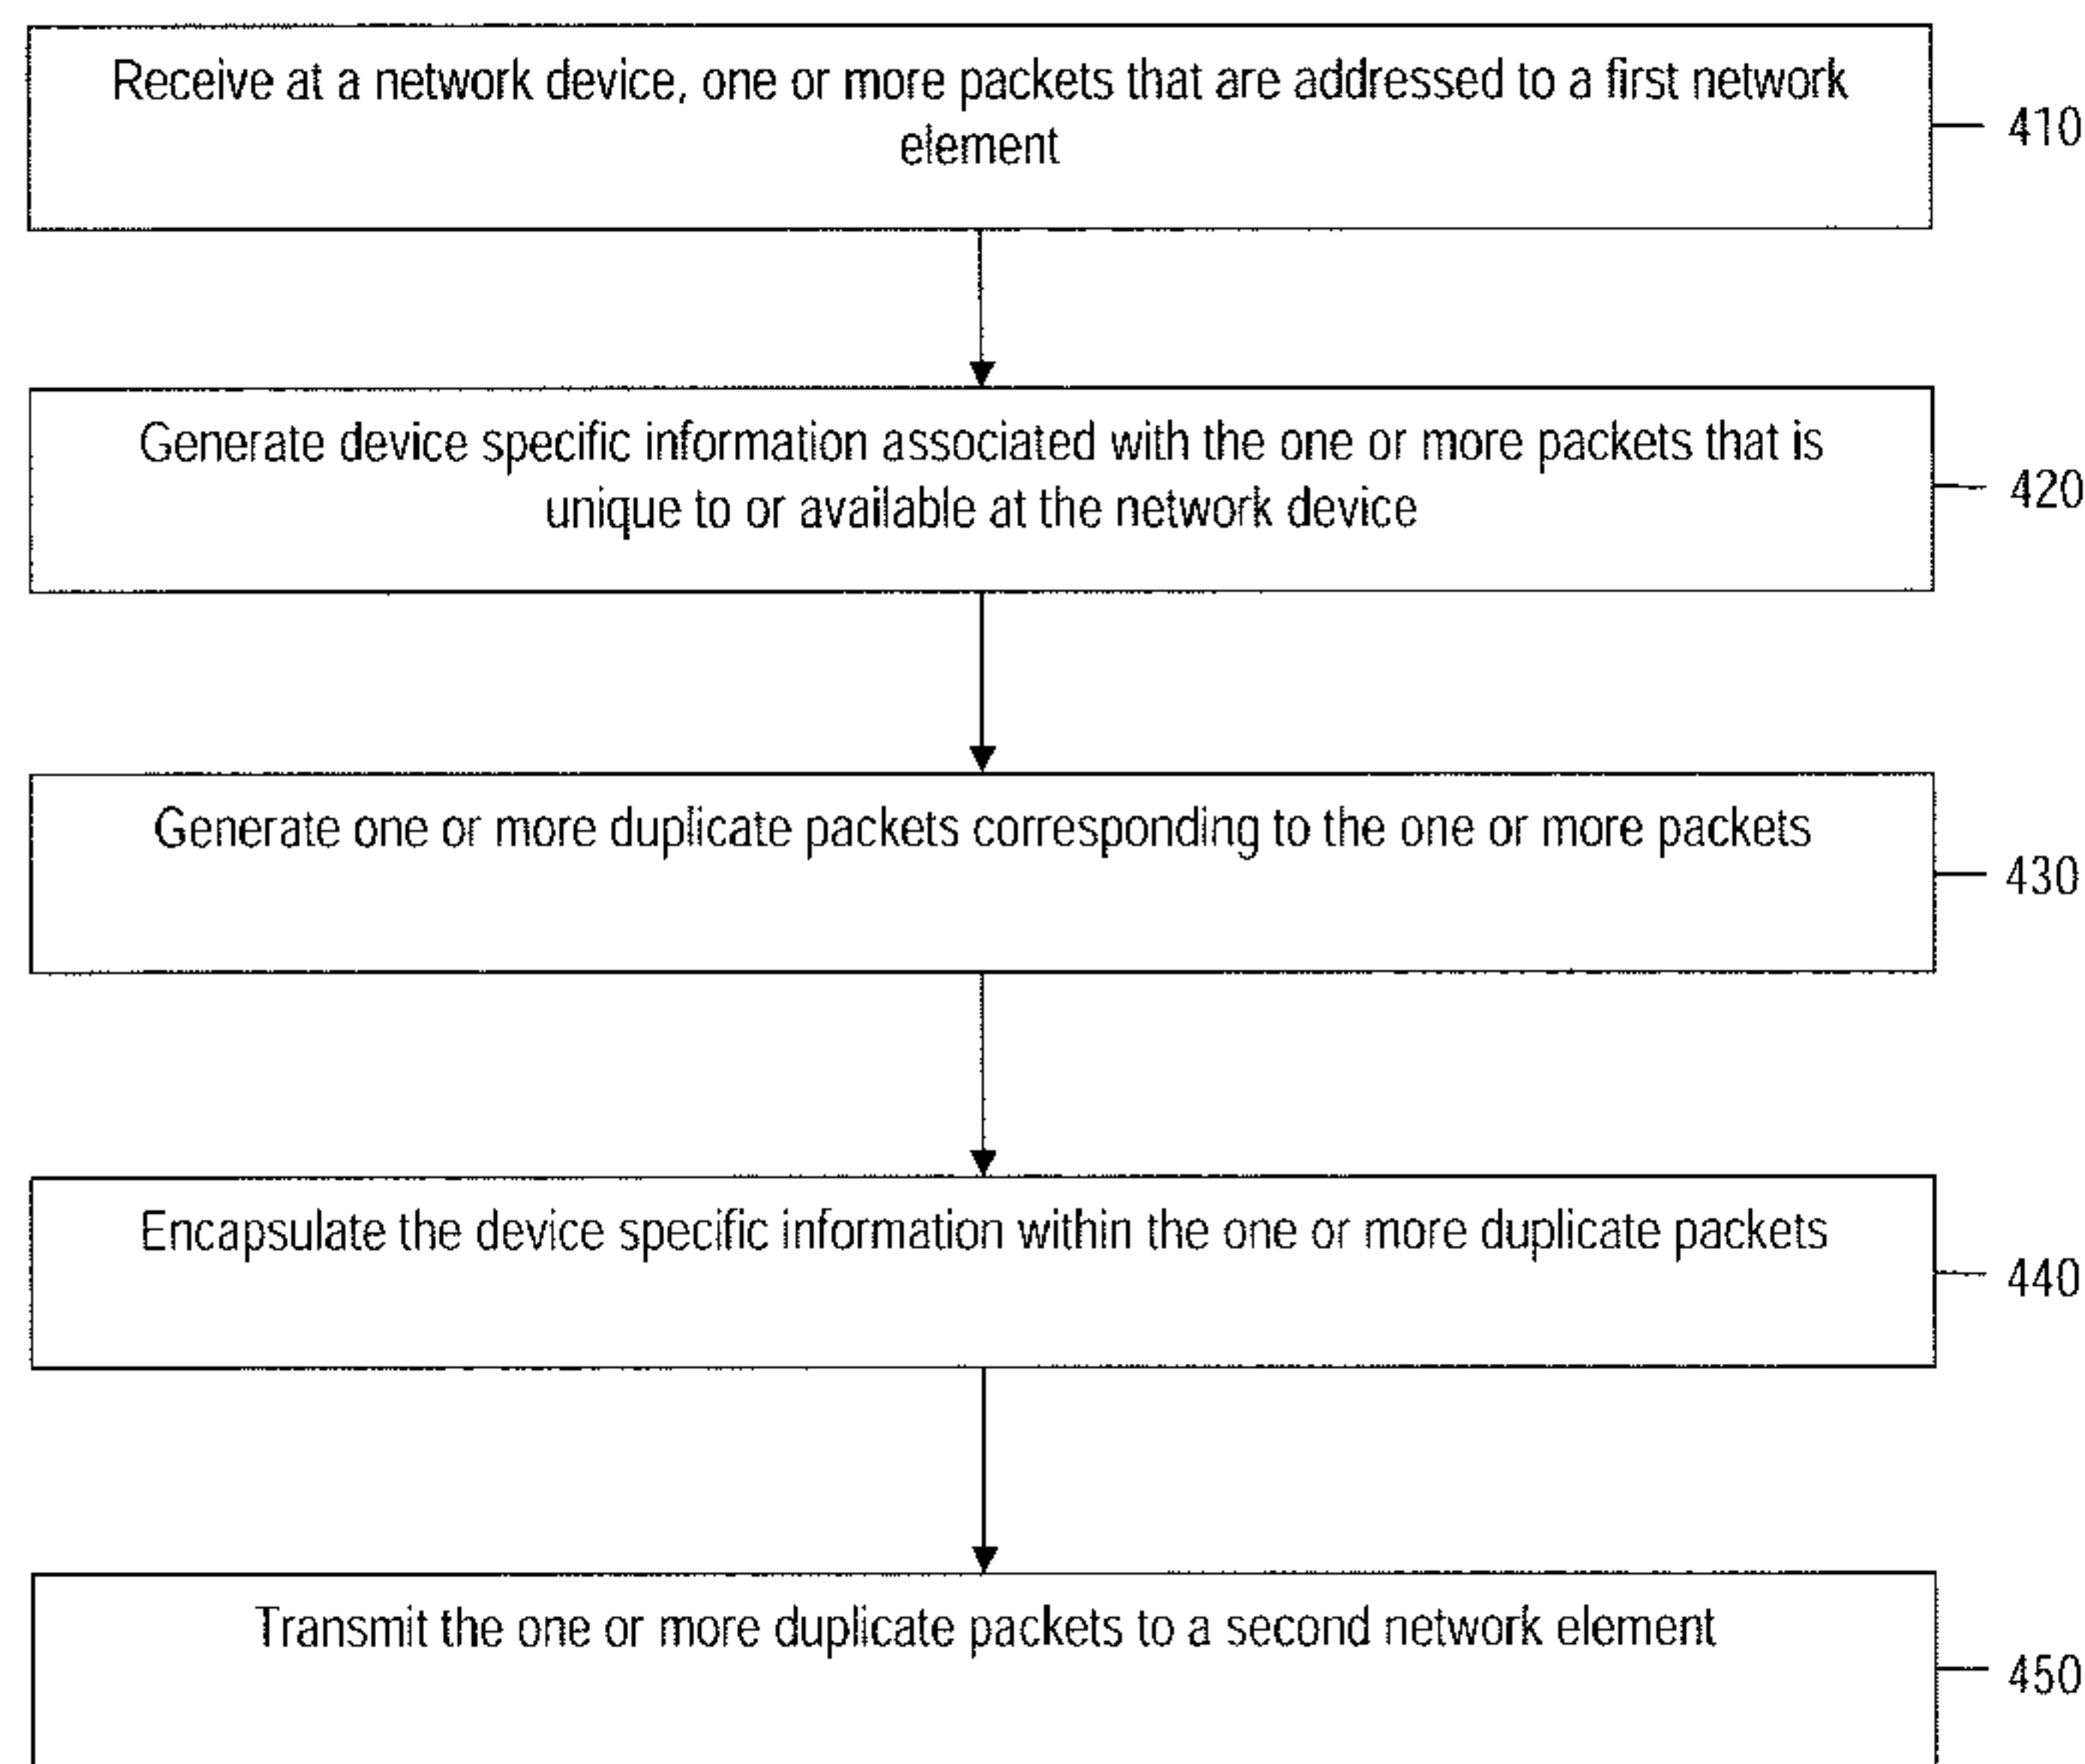 Receive at a network device, one or more packets that are addressed to a first network
element
410
Generate device specific information associated with the one or more packets that is
unique to or available at the network device
420
Generate one or more duplicate packets corresponding to the one or more packets
430
Encapsulate the device specific information within the one or more duplicate packets
440
Transmit the one or more duplicate packets to a second network element
450